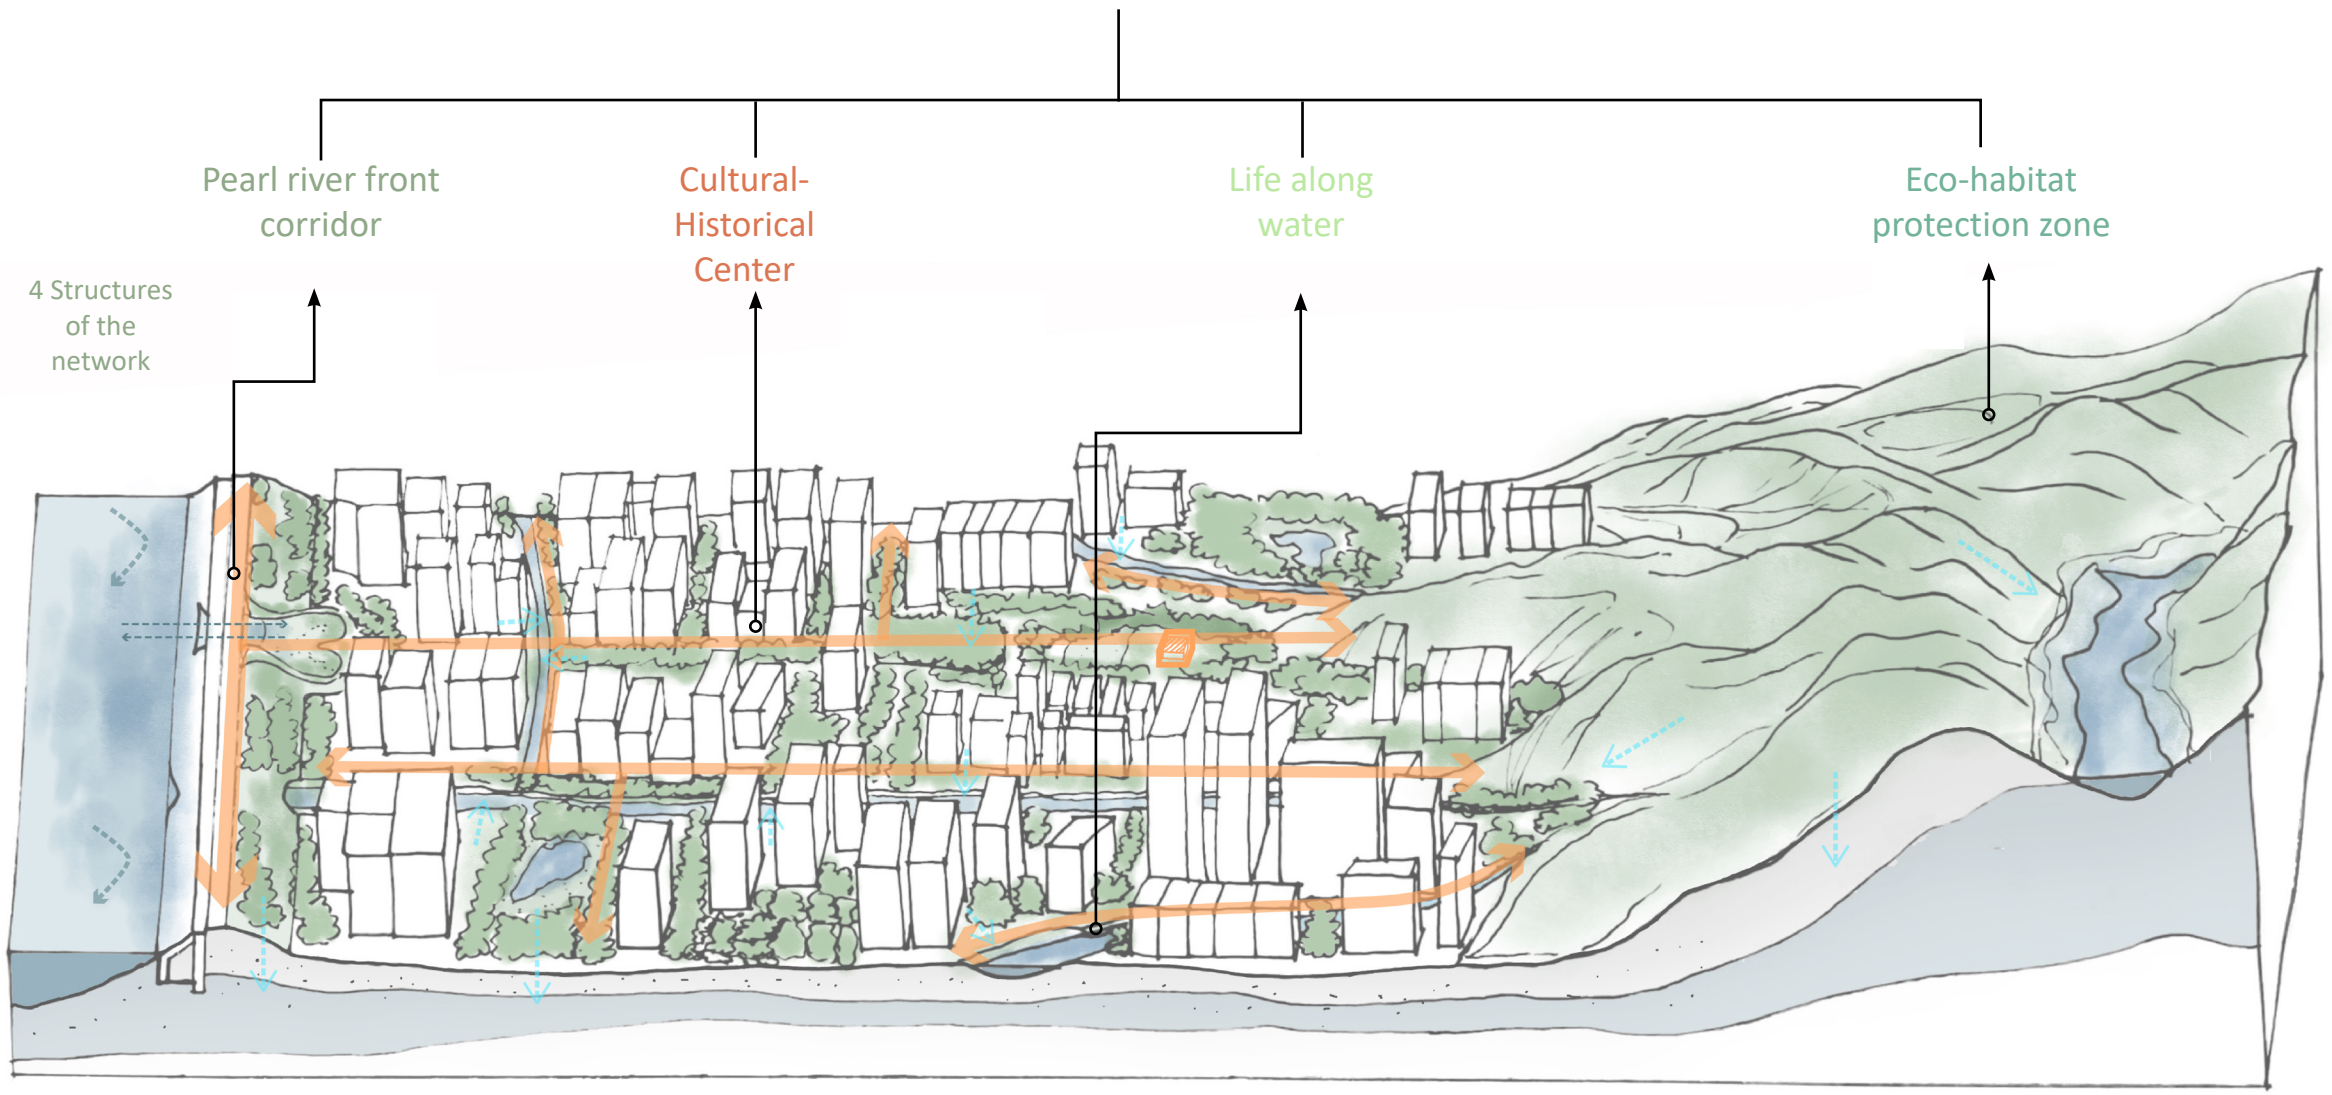 Pearl river front
corridor
Cultural-
Historical
Center
Life along
water
Eco-habitat
protection zone
4 Structures
of the
network